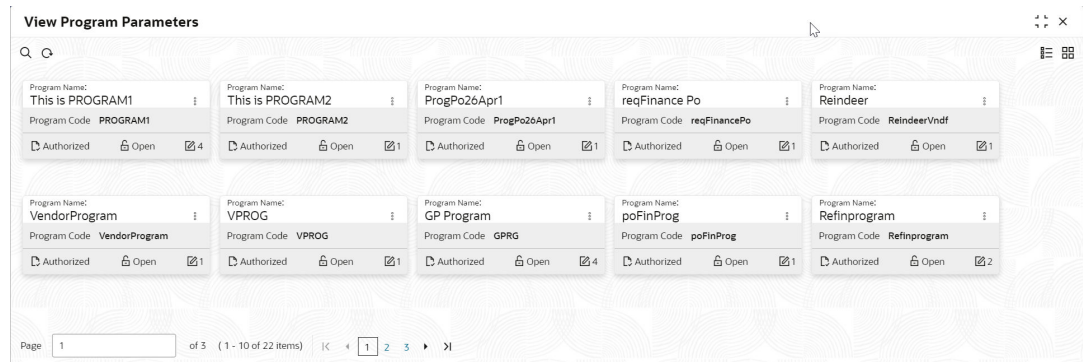 View Program Parameters
Program Name: Program Name: Program Name: Program Name: Program Name:
This is PROGRAM1 This is PROGRAM2 ProgPo26Apr1 reqFinance Po Reindeer
Program Code PROGRAM1 Program Code PROGRAM2 Program Code ProgPo26Apr1 Program Code reqFinancePo Program Code ReindeerVndf
Authorized Open 4 Authorized Open 1 Authorized Open 1 Authorized Open 1 Authorized Open 1
Program Name: Program Name: Program Name: Program Name: Program Name:
VendorProgram VPROG GP Program poFinProg Refinprogram
Program Code VendorProgram Program Code VPROG Program Code GPRG Program Code poFinProg Program Code Refinprogram
Authorized Open 1 Authorized Open 1 Authorized Open 4 Authorized Open 1 Authorized Open 2
Page 1 of 3 ( 1 - 10 of 22 items) 1 2 3